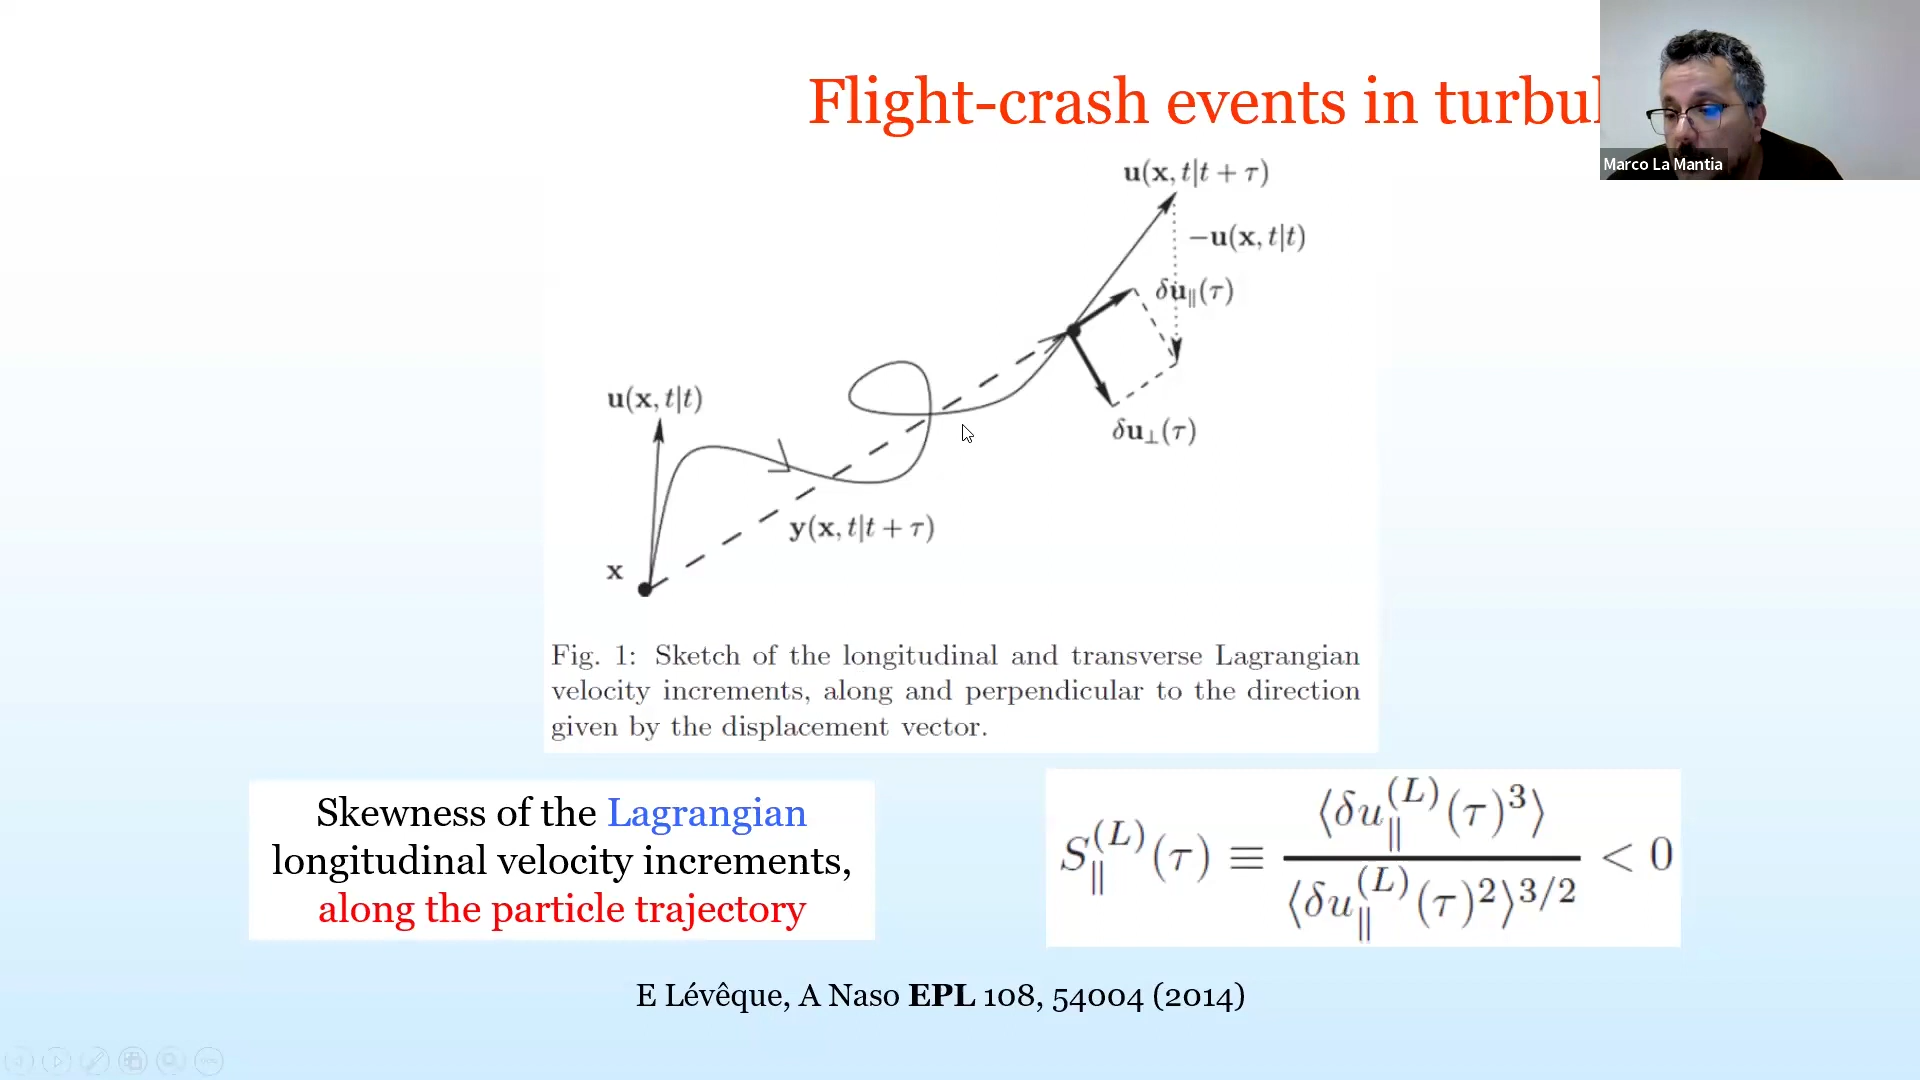 Flight-crash events in turbul
Marco La Mantia
u(x, t|t + τ)
−u(x, t|t)
δu∥(τ)
u(x, t|t)
δu⊥(τ)
y(x, t|t + τ)
x
Fig. 1: Sketch of the longitudinal and transverse Lagrangian
velocity increments, along and perpendicular to the direction
given by the displacement vector.
Skewness of the Lagrangian
longitudinal velocity increments,
along the particle trajectory
S∥^(L)(τ) ≡ ⟨δu∥^(L)(τ)^3⟩ / ⟨δu∥^(L)(τ)^2⟩^3/2 < 0
E Lévêque, A Naso EPL 108, 54004 (2014)